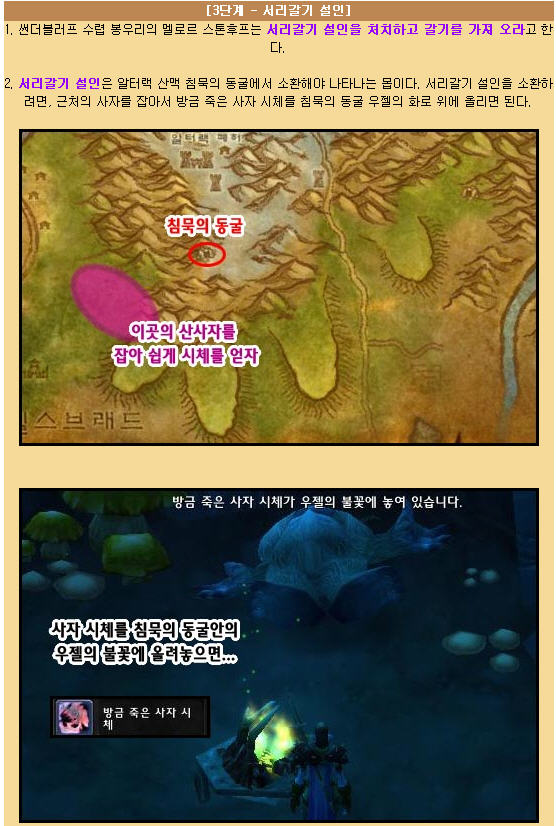 [3단계 - 서리갈기 설인]
1. 썬더블러프 수렵 봉우리의 멜로르 스톤후프는 서리갈기 설인을 처치하고 갈기를 가져 오라고 한
다.
2. 서리갈기 설인은 알터랙 산맥 침묵의 동굴에서 소환해야 나타나는 몹이다. 서리갈기 설인을 소환하
려면, 근처의 사자를 잡아서 방금 죽은 사자 시체를 침묵의 동굴 우젤의 화로 위에 올리면 된다.
알터랙 폐허
침묵의 동굴
이곳의 산사자를
잡아 쉽게 시체를 얻자
힐스브래드
방금 죽은 사자 시체가 우젤의 불꽃에 놓여 있습니다.
사자 시체를 침묵의 동굴안의
우젤의 불꽃에 올려놓으면...
방금 죽은 사자 시
체